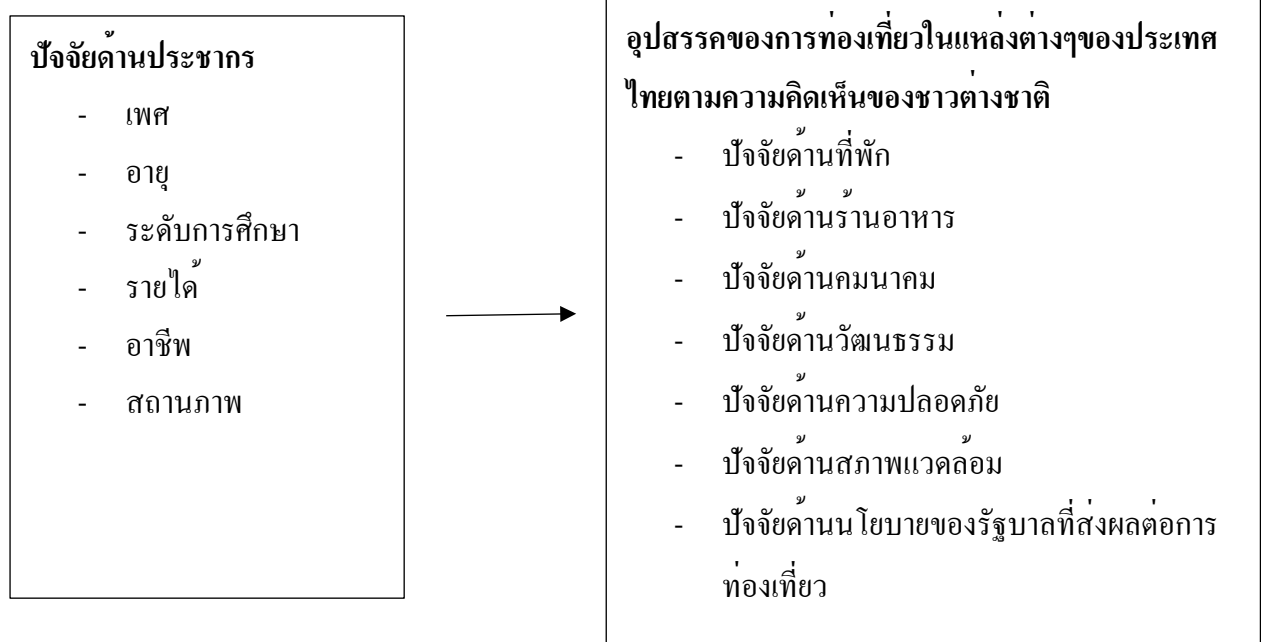 ปัจจัยด้านประชากร
- เพศ
- อายุ
- ระดับการศึกษา
- รายได้
- อาชีพ
- สถานภาพ
อุปสรรคของการท่องเที่ยวในแหล่งต่างๆของประเทศ
ไทยตามความคิดเห็นของชาวต่างชาติ
- ปัจจัยด้านที่พัก
- ปัจจัยด้านร้านอาหาร
- ปัจจัยด้านคมนาคม
- ปัจจัยด้านวัฒนธรรม
- ปัจจัยด้านความปลอดภัย
- ปัจจัยด้านสภาพแวดล้อม
- ปัจจัยด้านนโยบายของรัฐบาลที่ส่งผลต่อการ
ท่องเที่ยว